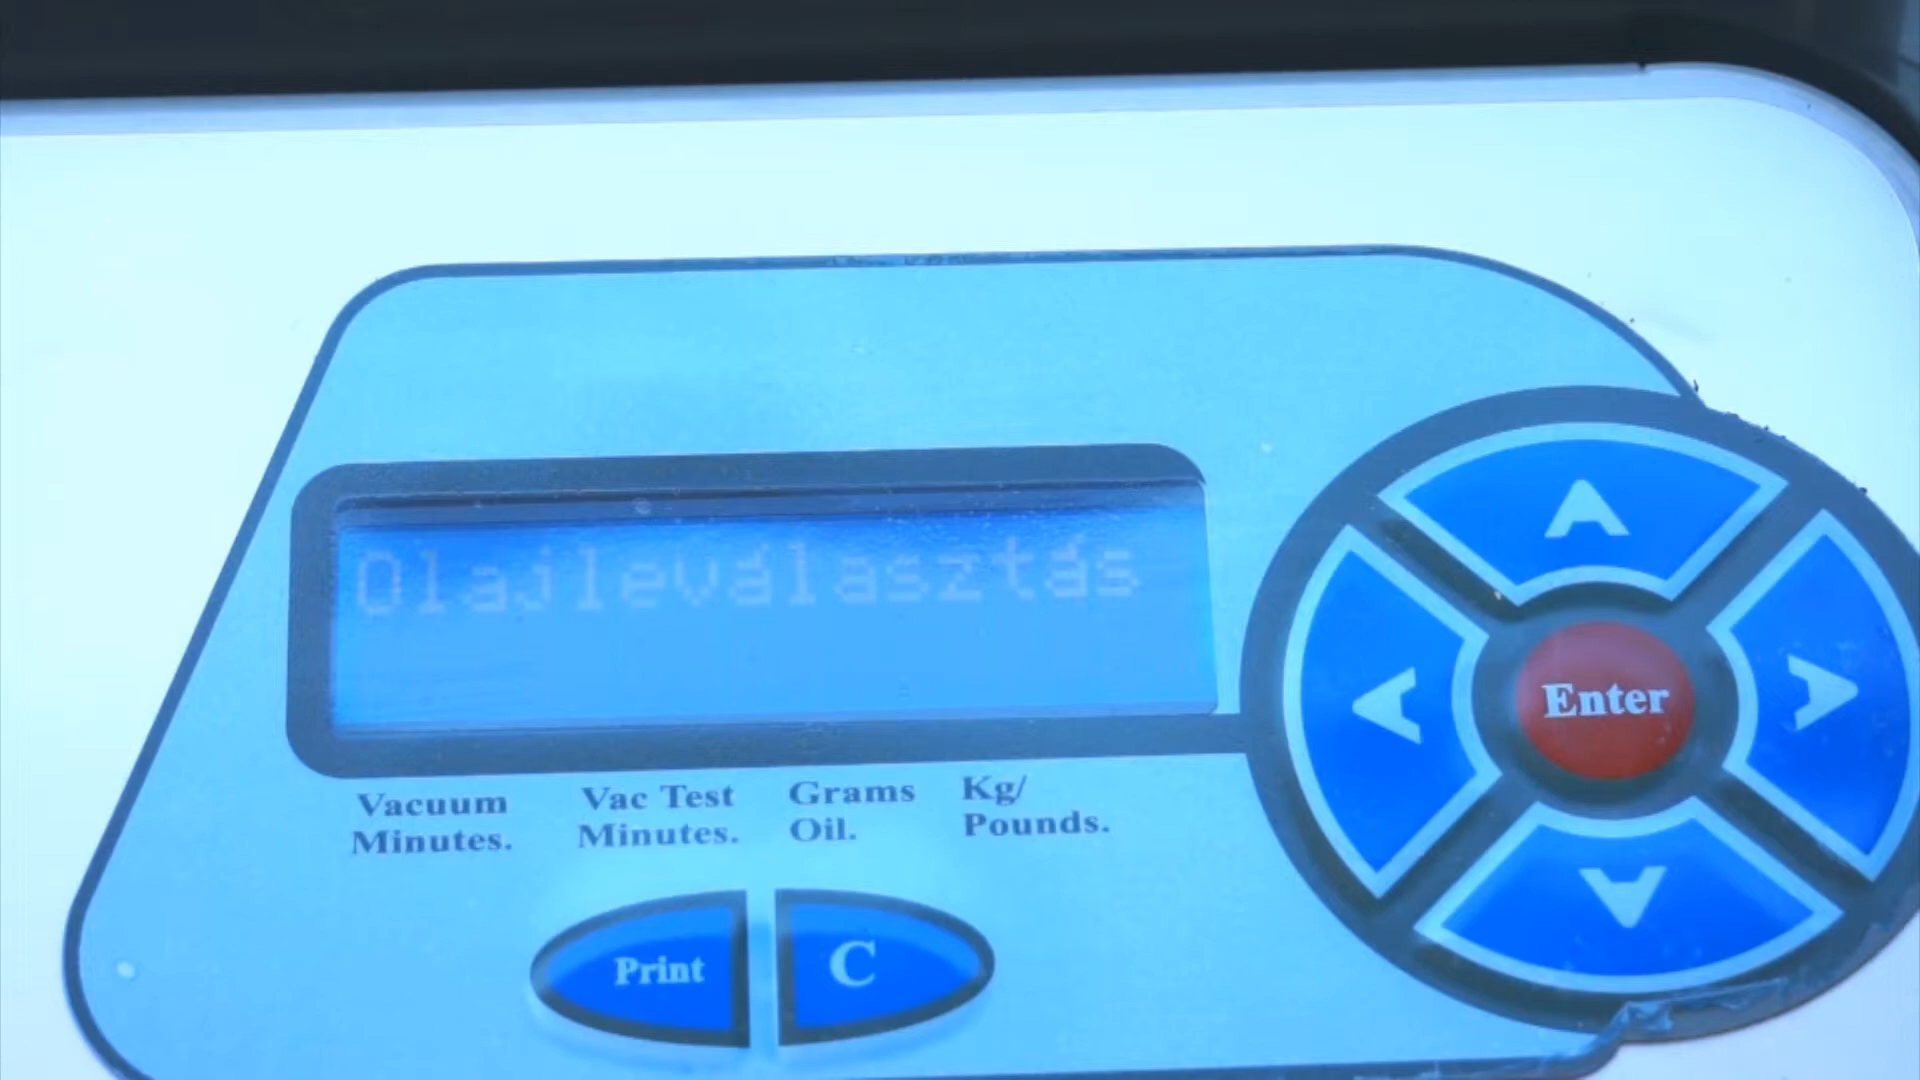 Olajleválasztás
Vacuum Minutes.
Vac Test Minutes.
Grams Oil.
Kg/ Pounds.
Print
C
Enter